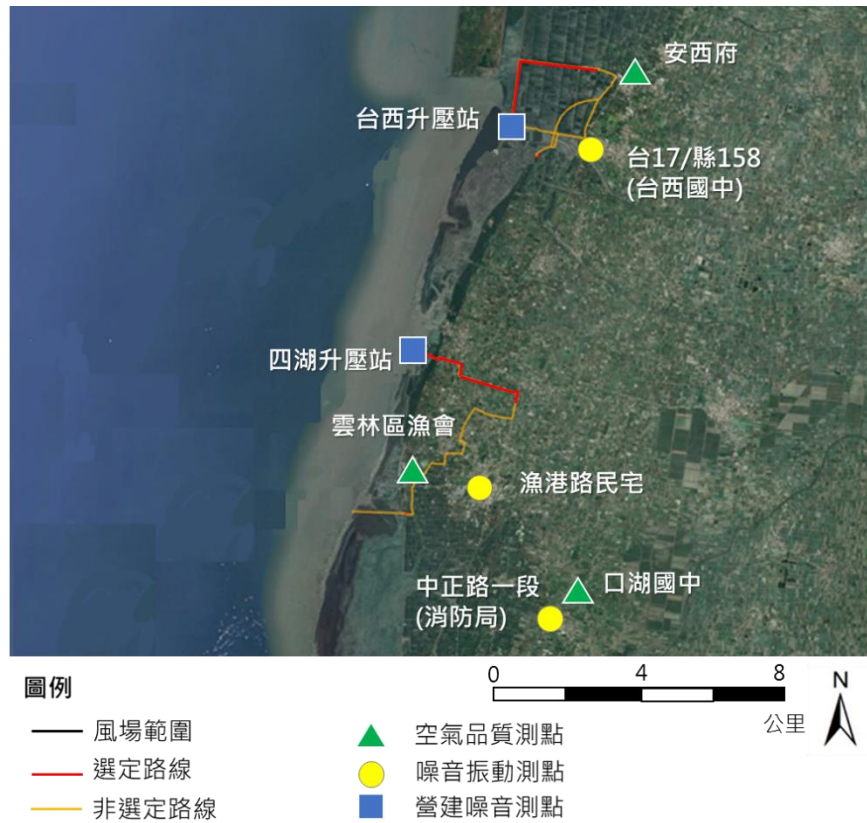 安西府
台西升壓站
台17/縣158
(台西國中)
四湖升壓站
雲林區漁會
漁港路民宅
中正路一段
(消防局)
口湖國中
圖例
0 4 8
公里
N
風場範圍
選定路線
非選定路線
空氣品質測點
噪音振動測點
營建噪音測點